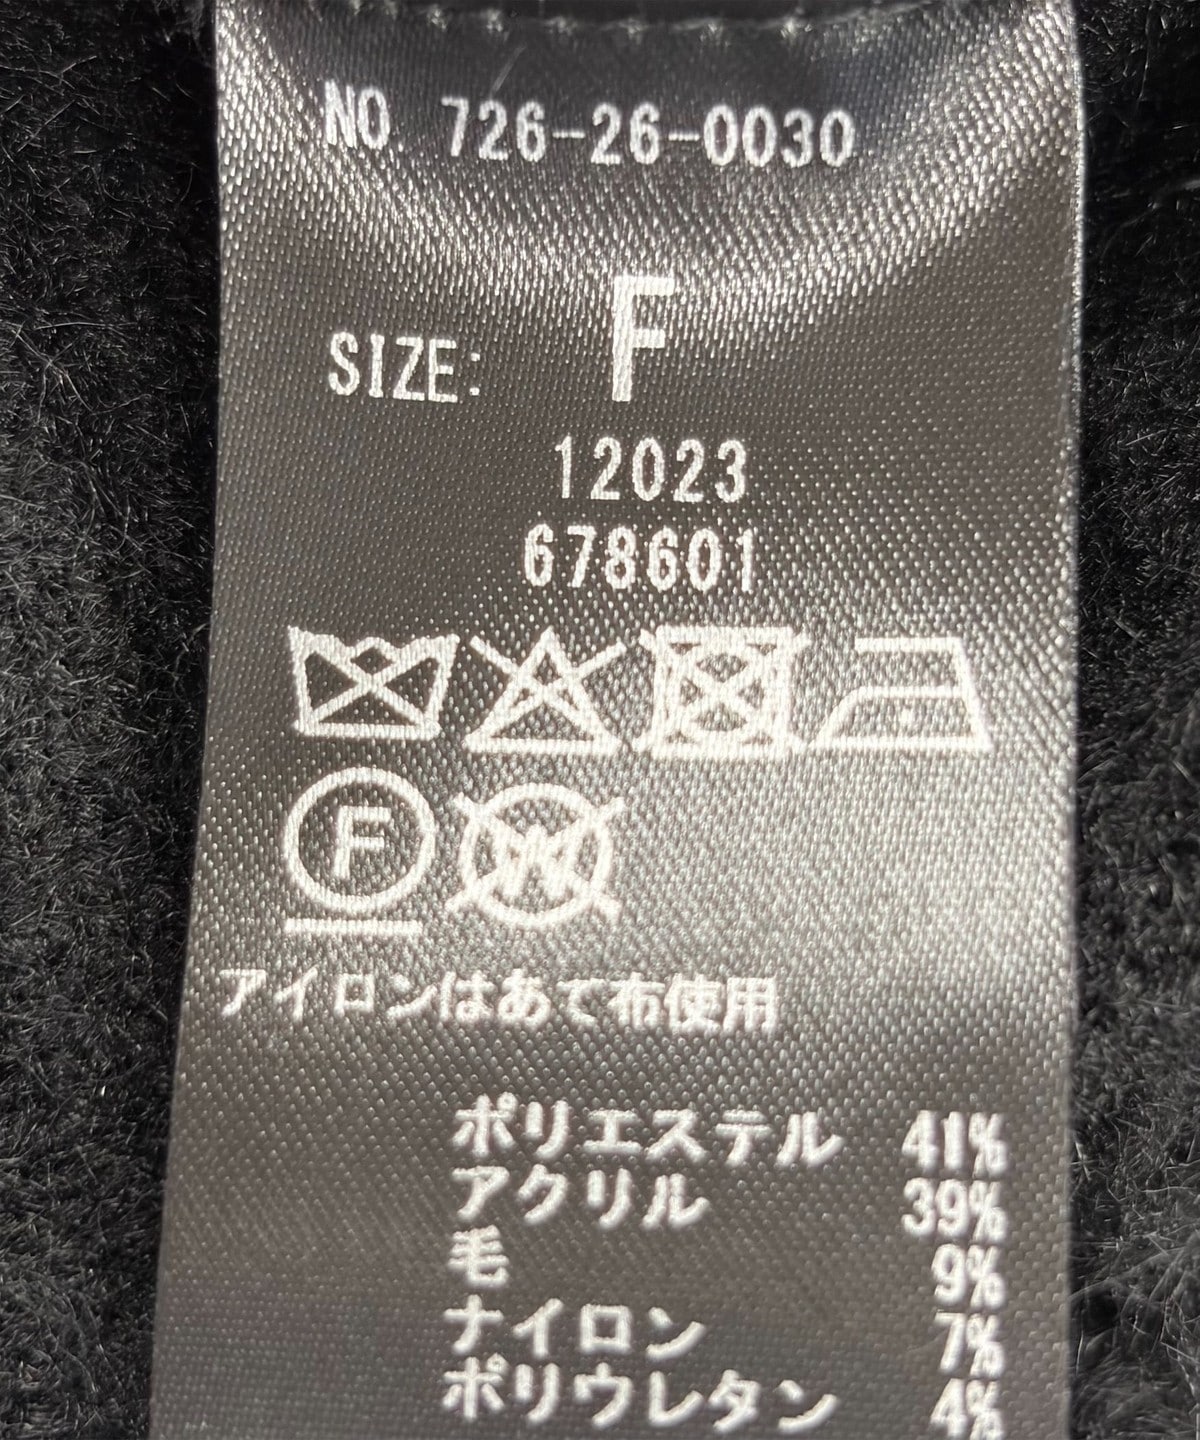 NO. 726-26-0030
SIZE: F
12023
678601
F
W
アイロンはあて布使用
ポリエステル 41%
アクリル 39%
毛 9%
ナイロン 7%
ポリウレタン 4%